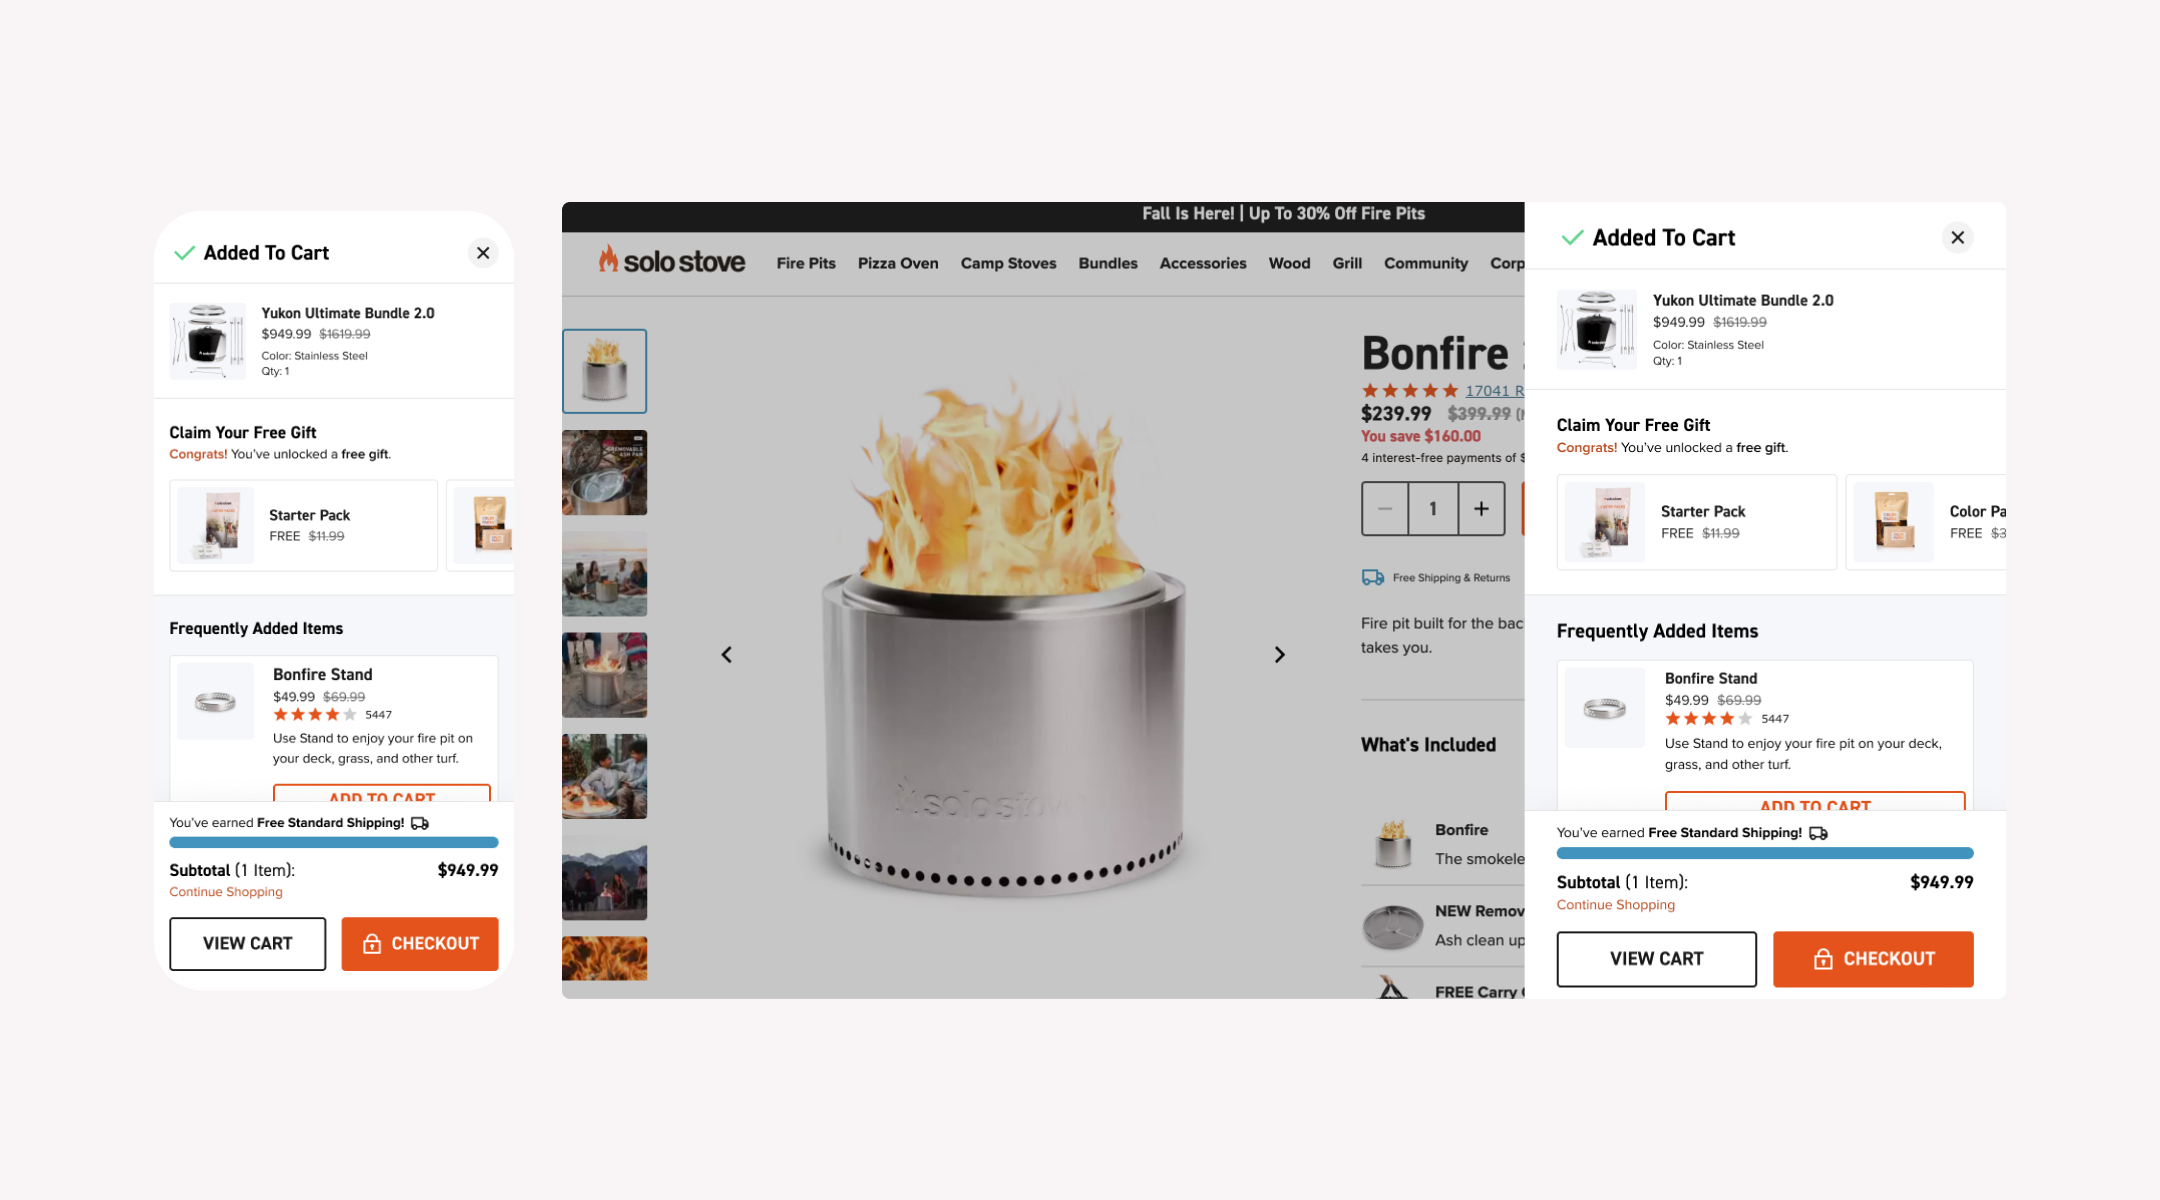 Added To Cart
Yukon Ultimate Bundle 2.0
$949.99 $1619.99
Color: Stainless Steel
Qty: 1
Claim Your Free Gift
Congrats! You've unlocked a free gift.
Starter Pack
FREE $11.99
Frequently Added Items
Bonfire Stand
$49.99 $69.99
5447
Use Stand to enjoy your fire pit on
your deck, grass, and other turf.
ADD TO CART
You've earned Free Standard Shipping!
Subtotal (1 Item): $949.99
Continue Shopping
VIEW CART
CHECKOUT
Fall Is Here! | Up To 30% Off Fire Pits
solo stove
Fire Pits Pizza Oven Camp Stoves Bundles Accessories Wood Grill Community Corp
REMOVABLE
ASH PAN
solo stove
Bonfire
17041 R
$239.99 $399.99
You save $160.00
4 interest-free payments of $
1
Free Shipping & Returns
Fire pit built for the bac
takes you.
What's Included
Bonfire
The smokele
NEW Remov
Ash clean up
FREE Carry
Added To Cart
Yukon Ultimate Bundle 2.0
$949.99 $1619.99
Color: Stainless Steel
Qty: 1
Claim Your Free Gift
Congrats! You've unlocked a free gift.
Starter Pack
FREE $11.99
Color Pa
FREE $3
Frequently Added Items
Bonfire Stand
$49.99 $69.99
5447
Use Stand to enjoy your fire pit on your deck,
grass, and other turf.
ADD TO CART
You've earned Free Standard Shipping!
Subtotal (1 Item): $949.99
Continue Shopping
VIEW CART
CHECKOUT